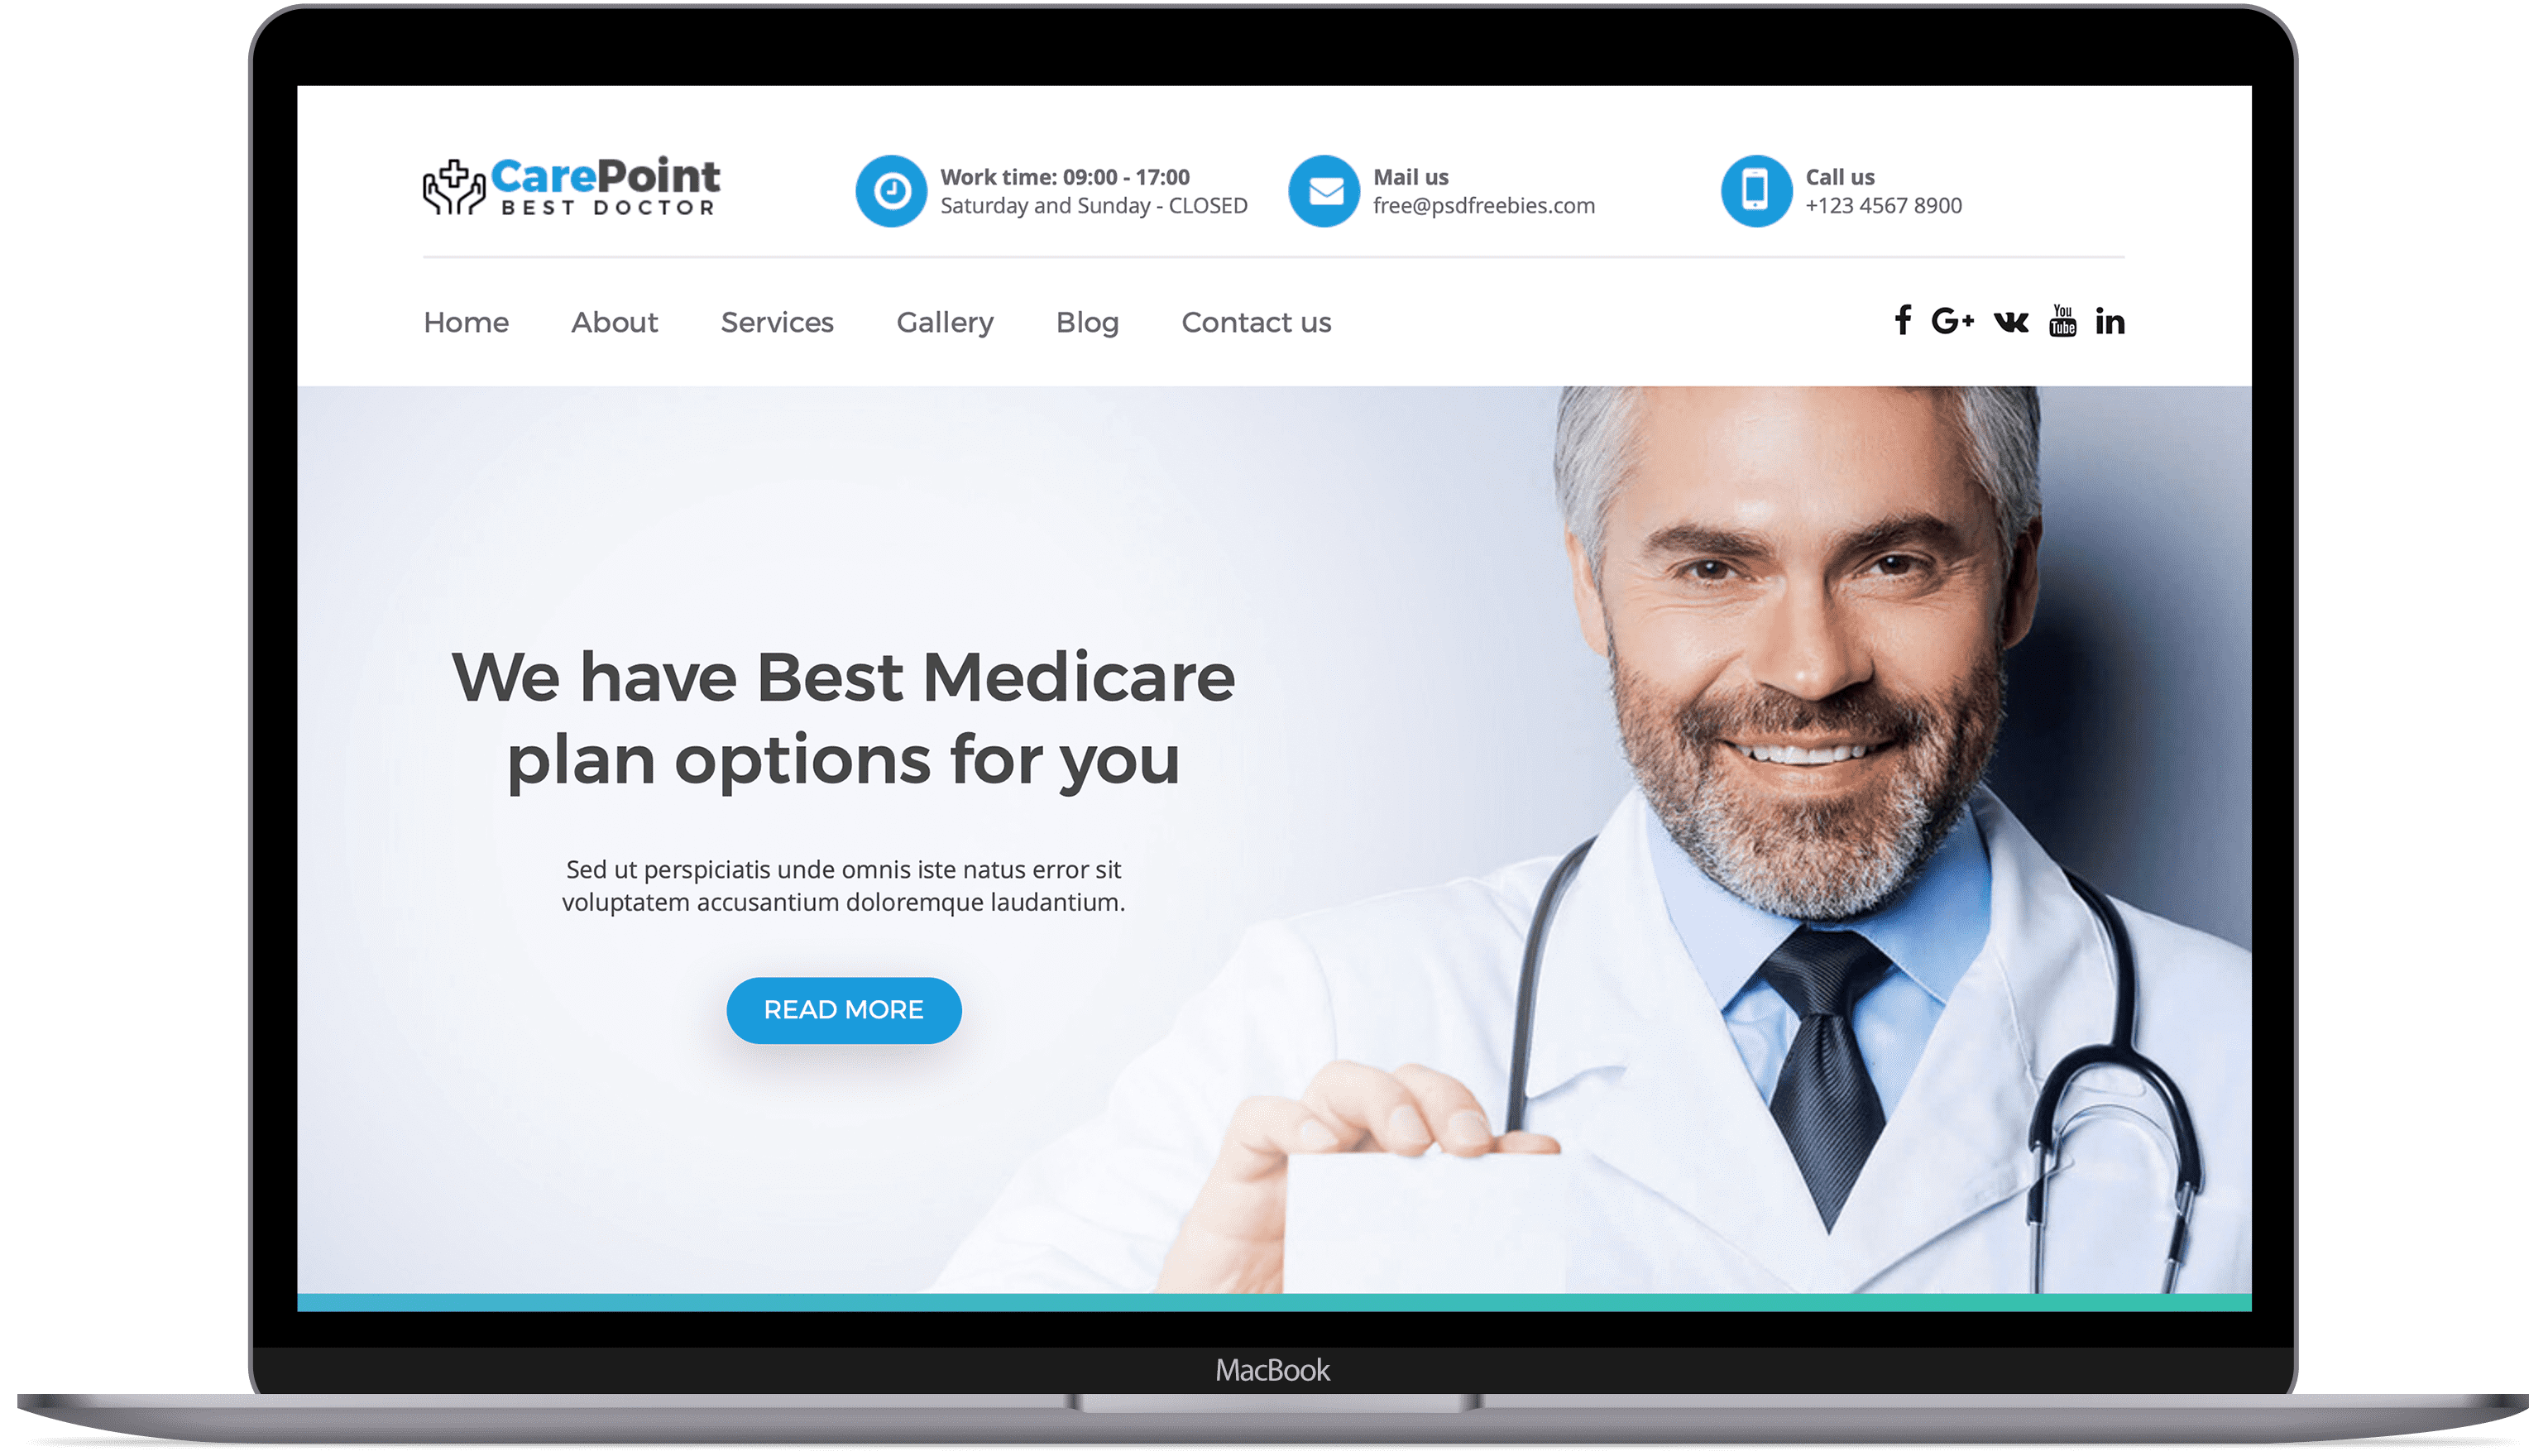 CarePoint
BEST DOCTOR
Work time: 09:00 - 17:00
Saturday and Sunday - CLOSED
Mail us
free@psdfreebies.com
Call us
+123 4567 8900
Home About Services Gallery Blog Contact us
f G+ You Tube in
We have Best Medicare
plan options for you
Sed ut perspiciatis unde omnis iste natus error sit
voluptatem accusantium doloremque laudantium.
READ MORE
MacBook